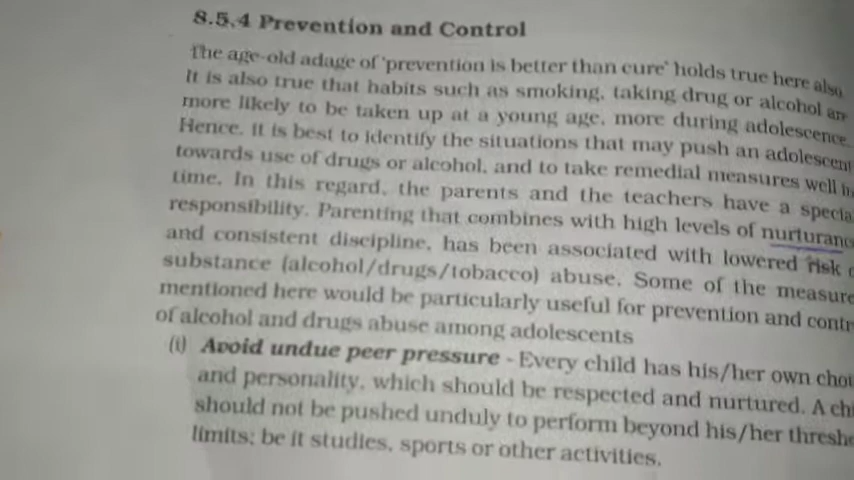 8.5.4 Prevention and Control
The age-old adage of 'prevention is better than cure' holds true here also.
It is also true that habits such as smoking, taking drug or alcohol are
more likely to be taken up at a young age, more during adolescence.
Hence, it is best to identify the situations that may push an adolescent
towards use of drugs or alcohol, and to take remedial measures well in
time. In this regard, the parents and the teachers have a special
responsibility. Parenting that combines with high levels of nurturance
and consistent discipline, has been associated with lowered risk
substance (alcohol/drugs/tobacco) abuse. Some of the measure
mentioned here would be particularly useful for prevention and contr
of alcohol and drugs abuse among adolescents
(i) Avoid undue peer pressure - Every child has his/her own choi
and personality, which should be respected and nurtured. A chi
should not be pushed unduly to perform beyond his/her thresho
limits; be it studies, sports or other activities.